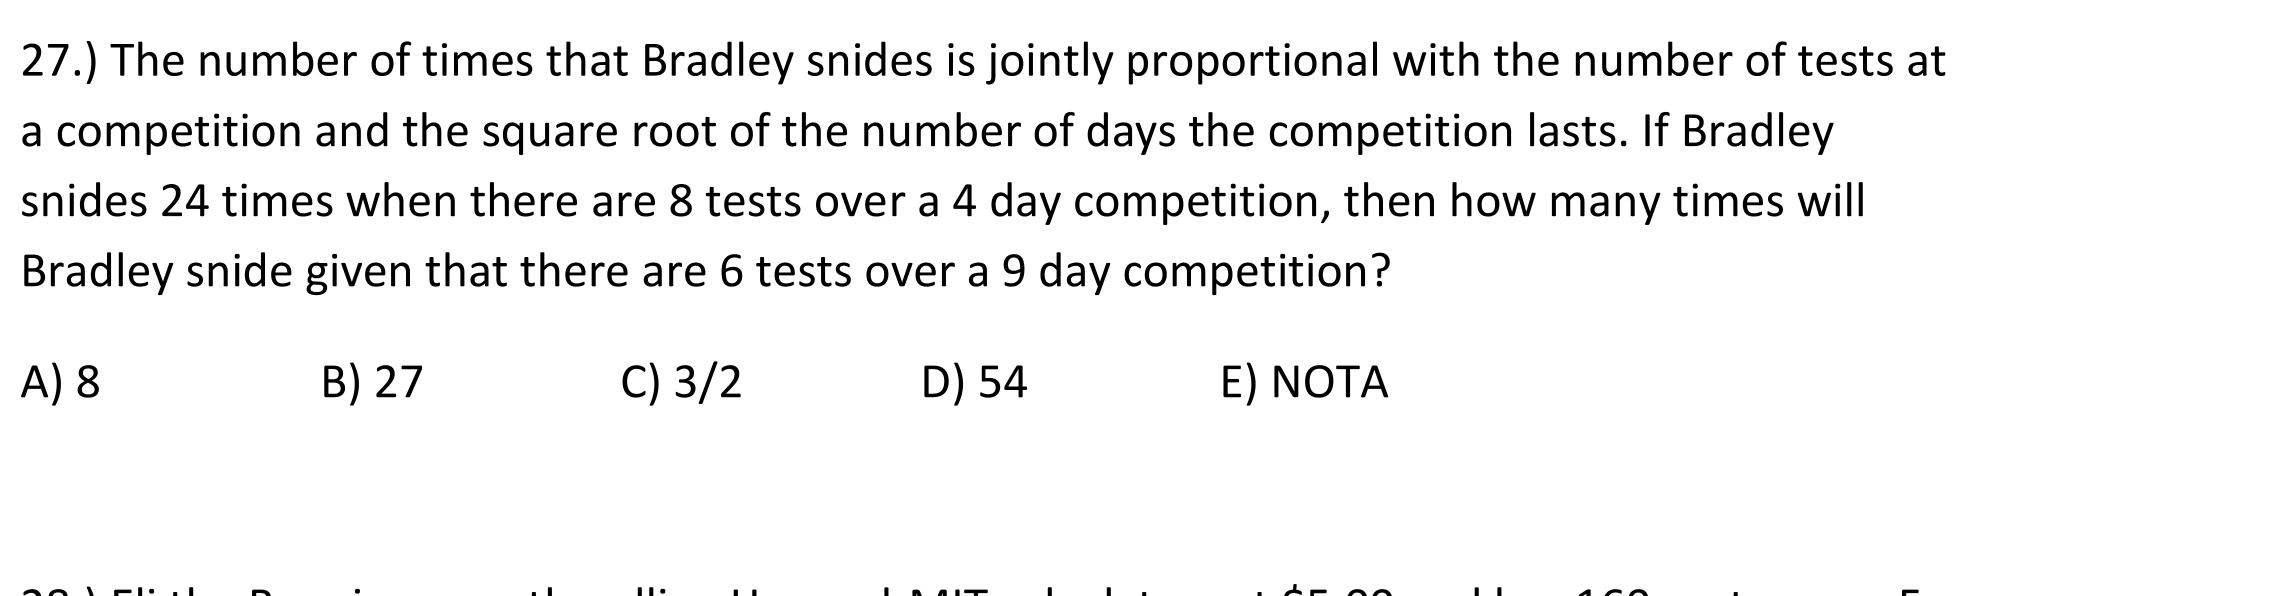 27.) The number of times that Bradley snides is jointly proportional with the number of tests at
a competition and the square root of the number of days the competition lasts. If Bradley
snides 24 times when there are 8 tests over a 4 day competition, then how many times will
Bradley snide given that there are 6 tests over a 9 day competition?
A) 8 B) 27 C) 3/2 D) 54 E) NOTA